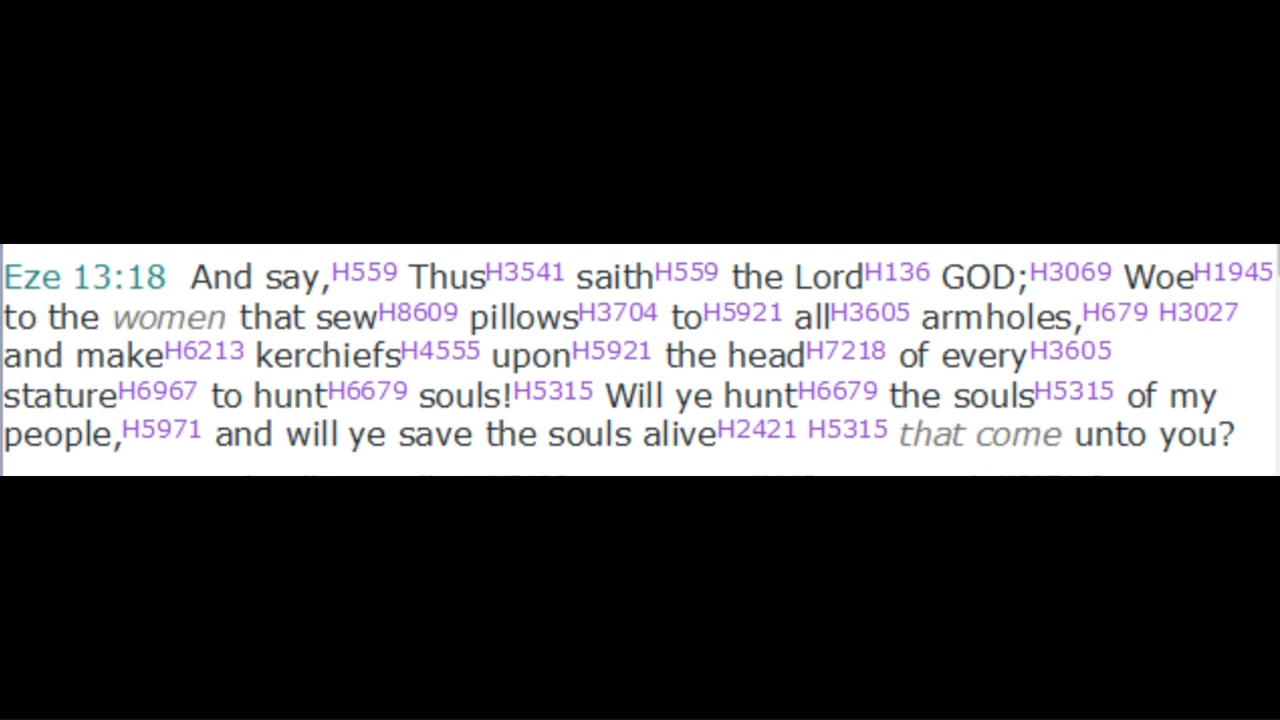 Eze 13:18 And say,H559 ThusH3541 saithH559 the LordH136 GOD;H3069 WoeH1945
to the women that sewH8609 pillowsH3704 toH5921 allH3605 armholes,H679 H3027
and makeH6213 kerchiefsH4555 uponH5921 the headH7218 of everyH3605
statureH6967 to huntH6679 souls!H5315 Will ye huntH6679 the soulsH5315 of my
people,H5971 and will ye save the souls aliveH2421 H5315 that come unto you?